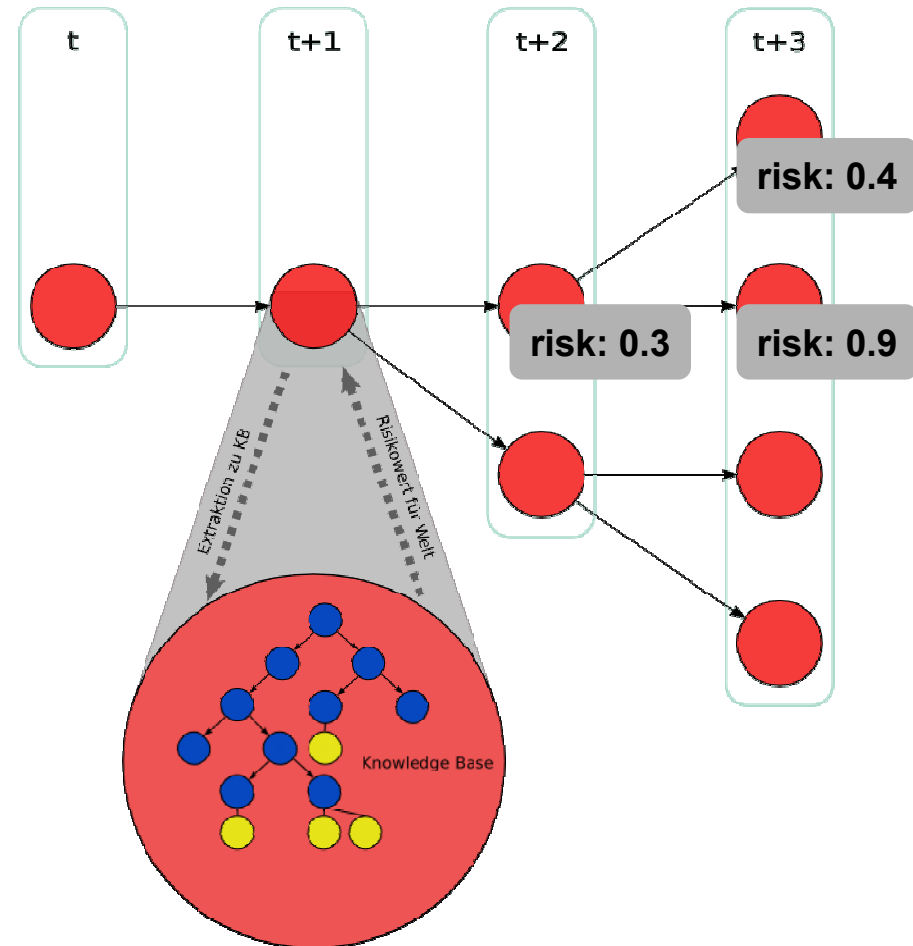 t
t+1
t+2
t+3
risk: 0.4
risk: 0.3
risk: 0.9
Extraktion zu KB
Risikowert für Welt
Knowledge Base